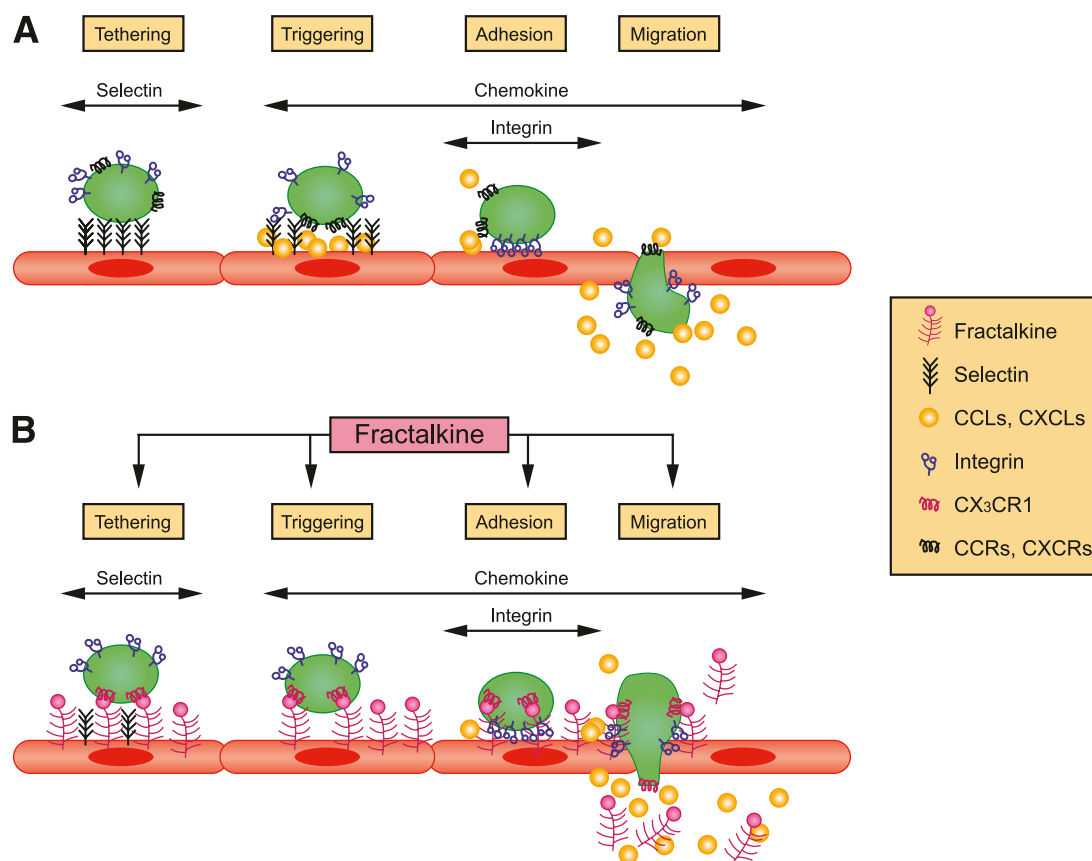 A
Tethering
Triggering
Adhesion
Migration
Selectin
Chemokine
Integrin
Fractalkine
Selectin
CCLs, CXCLs
Integrin
CX₃CR1
CCRs, CXCRs
B
Fractalkine
Tethering
Triggering
Adhesion
Migration
Selectin
Chemokine
Integrin